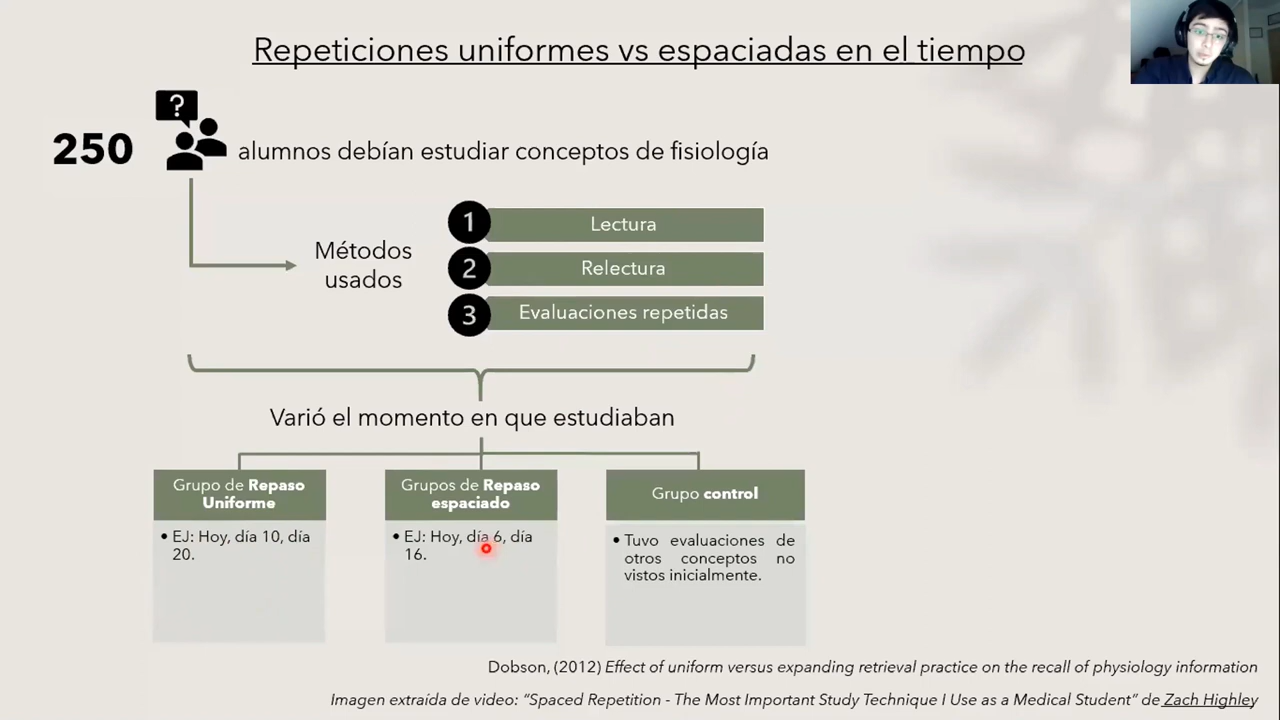 Repeticiones uniformes vs espaciadas en el tiempo
?
250
alumnos debían estudiar conceptos de fisiología
Métodos
usados
1 Lectura
2 Relectura
3 Evaluaciones repetidas
Varió el momento en que estudiaban
Grupo de Repaso
Uniforme
• EJ: Hoy, día 10, día
20.
Grupos de Repaso
espaciado
• EJ: Hoy, día 6, día
16.
Grupo control
• Tuvo evaluaciones de
otros conceptos no
vistos inicialmente.
Dobson, (2012) Effect of uniform versus expanding retrieval practice on the recall of physiology information
Imagen extraída de video: “Spaced Repetition - The Most Important Study Technique I Use as a Medical Student” de Zach Highley